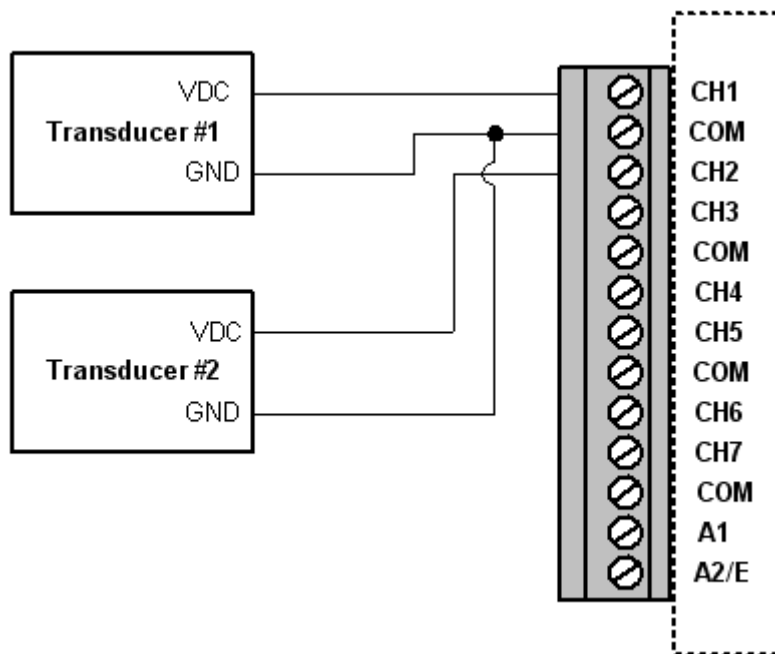 VDC
Transducer #1
GND
VDC
Transducer #2
GND
CH1
COM
CH2
CH3
COM
CH4
CH5
COM
CH6
CH7
COM
A1
A2/E